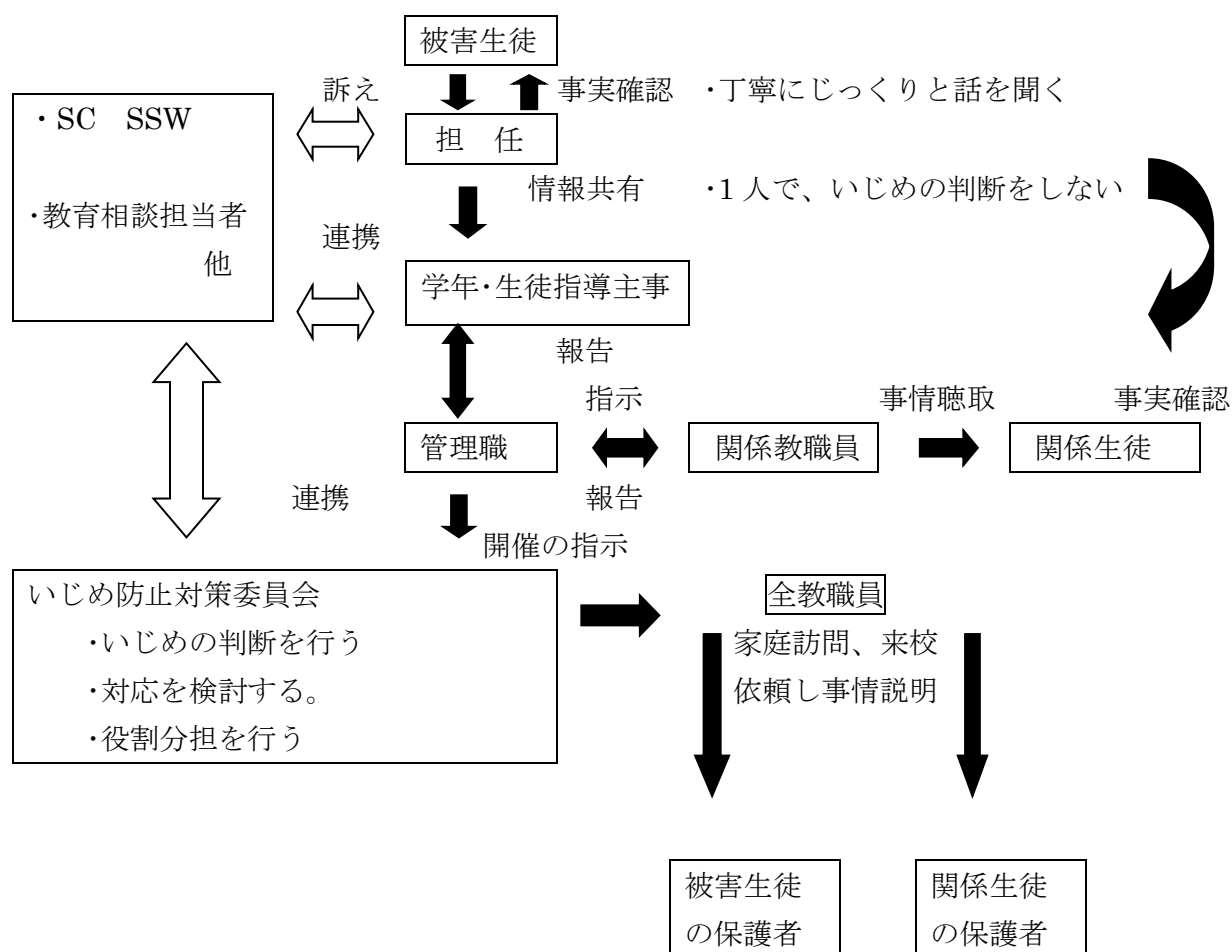 被害生徒
訴え
事実確認 ・丁寧にじっくりと話を聞く
・SC SSW
担 任
情報共有 ・1人で、いじめの判断をしない
・教育相談担当者
他
連携
学年・生徒指導主事
報告
指示
事情聴取
事実確認
管理職
関係教職員
関係生徒
連携
報告
開催の指示
いじめ防止対策委員会
・いじめの判断を行う
・対応を検討する。
・役割分担を行う
全教職員
家庭訪問、来校
依頼し事情説明
被害生徒
の保護者
関係生徒
の保護者